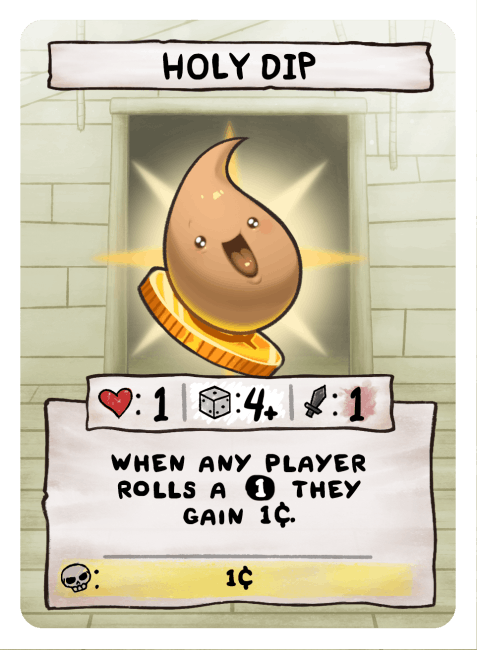 HOLY DIP
: 1 :4+ : 1
WHEN ANY PLAYER
ROLLS A 1 THEY
GAIN 1¢.
: 1¢